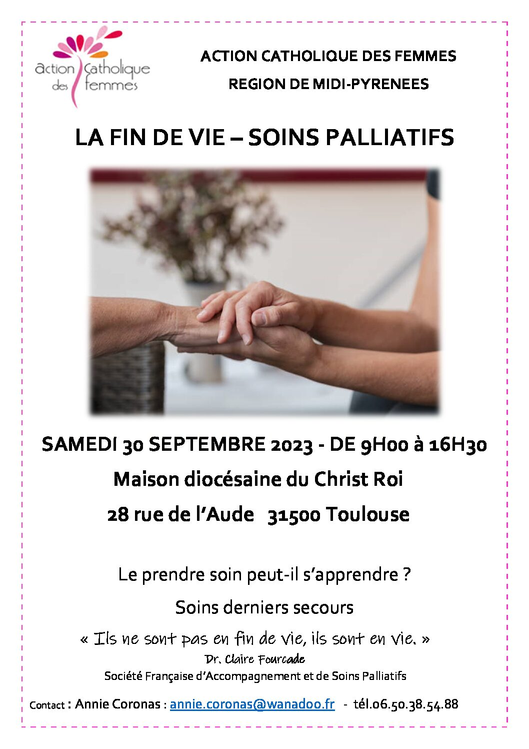 action Catholique
des femmes
ACTION CATHOLIQUE DES FEMMES
REGION DE MIDI-PYRENEES
LA FIN DE VIE – SOINS PALLIATIFS
SAMEDI 30 SEPTEMBRE 2023 - DE 9H00 à 16H30
Maison diocésaine du Christ Roi
28 rue de l'Aude 31500 Toulouse
Le prendre soin peut-il s'apprendre ?
Soins derniers secours
« Ils ne sont pas en fin de vie, ils sont en vie. »
Dr. Claire Fourcade
Société Française d'Accompagnement et de Soins Palliatifs
Contact : Annie Coronas : annie.coronas@wanadoo.fr - tél.06.50.38.54.88